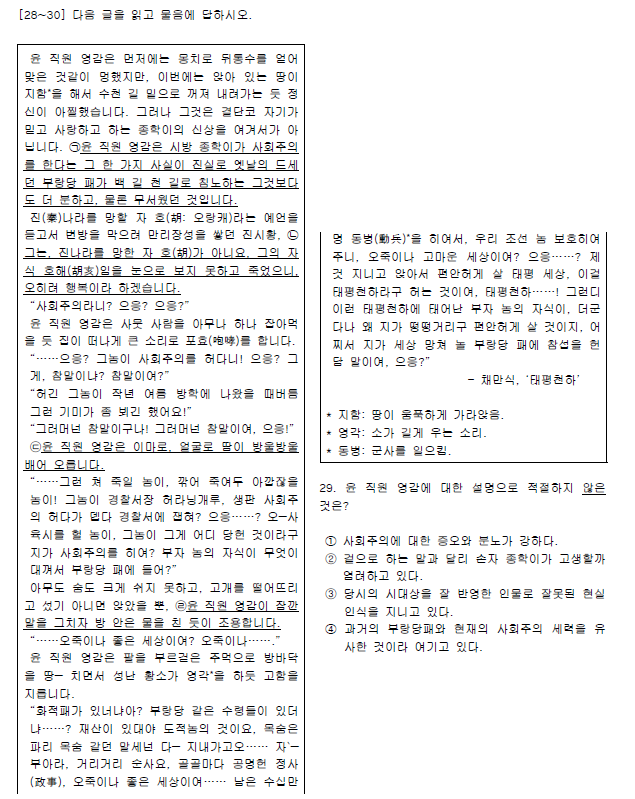 [28~30] 다음 글을 읽고 물음에 답하시오.
윤 직원 영감은 먼저에는 몽치로 뒤통수를 얻어
맞은 것같이 멍했지만, 이번에는 앉아 있는 땅이
지함*을 해서 수천 길 밑으로 꺼져 내려가는 듯 정
신이 아찔했습니다. 그러나 그것은 결단코 자기가
믿고 사랑하고 하는 종학이의 신상을 여겨서가 아
닙니다. ㉠윤 직원 영감은 시방 종학이가 사회주의
를 한다는 그 한 가지 사실이 진실로 옛날의 드세
던 부랑당 패가 백 길 천 길로 침노하는 그것보다
도 더 분하고, 물론 무서웠던 것입니다.
진(秦)나라를 망할 자 호(胡: 오랑캐)라는 예언을
듣고서 변방을 막으려 만리장성을 쌓던 진시황, ㉡
그는, 진나라를 망한 자 호(胡)가 아니요, 그의 자
식 호해(胡亥)임을 눈으로 보지 못하고 죽었으니,
오히려 행복이라 하겠습니다.
“사회주의라니? 으응? 으응?”
윤 직원 영감은 사뭇 사람을 아무나 하나 잡아먹
을 듯 집이 떠나게 큰 소리로 포효(咆哮)를 합니다.
“……으응? 그놈이 사회주의를 허다니! 으응? 그
게, 참말이냐? 참말이여?”
“허긴 그놈이 작년 여름 방학에 나왔을 때버틈
그런 기미가 좀 뵈긴 했어요!”
“그러머넌 참말이구나! 그러머넌 참말이여, 으응!”
㉢윤 직원 영감은 이마로, 얼굴로 땀이 방울방울
배어 오릅니다.
“……그런 쳐 죽일 놈이, 깎어 죽여두 아깝잖을
놈이! 그놈이 경찰서장 허라닝개루, 생판 사회주
의 허다가 뎁다 경찰서에 잽혀? 으응……? 오―사
육시를 헐 놈이, 그놈이 그게 어디 당헌 것이라구
지가 사회주의를 히여? 부자 놈의 자식이 무엇이
대껴서 부랑당 패에 들어?”
아무도 숨도 크게 쉬지 못하고, 고개를 떨어뜨리
고 섰기 아니면 앉았을 뿐, ㉣윤 직원 영감이 잠깐
말을 그치자 방 안은 물을 친 듯이 조용합니다.
“……오죽이나 좋은 세상이여? 오죽이나…….”
윤 직원 영감은 팔을 부르걷은 주먹으로 방바닥
을 땅― 치면서 성난 황소가 영각*을 하듯 고함을
지릅니다.
“화적패가 있너냐아? 부랑당 같은 수령들이 있더
냐……? 재산이 있대야 도적놈의 것이요, 목숨은
파리 목숨 같던 말세넌 다― 지내가고오…… 자´―
부아라, 거리거리 순사요, 골골마다 공명헌 정사
(政事), 오죽이나 좋은 세상이여…… 남은 수십만
명 동병(動兵)*을 히여서, 우리 조선 놈 보호히여
주니, 오죽이나 고마운 세상이여? 으응……? 제
것 지니고 앉아서 편안허게 살 태평 세상, 이걸
태평천하라구 허는 것이여, 태평천하……! 그런디
이런 태평천하에 태어난 부자 놈의 자식이, 더군
다나 왜 지가 떵떵거리구 편안허게 살 것이지, 어
찌서 지가 세상 망쳐 놀 부랑당 패에 참섭을 헌
담 말이여, 으응?”
- 채만식, ‘태평천하’
* 지함: 땅이 움푹하게 가라앉음.
* 영각: 소가 길게 우는 소리.
* 동병: 군사를 일으킴.
29. 윤 직원 영감에 대한 설명으로 적절하지 않은
것은?
① 사회주의에 대한 증오와 분노가 강하다.
② 겉으로 하는 말과 달리 손자 종학이가 고생할까
염려하고 있다.
③ 당시의 시대상을 잘 반영한 인물로 잘못된 현실
인식을 지니고 있다.
④ 과거의 부랑당패와 현재의 사회주의 세력을 유
사한 것이라 여기고 있다.